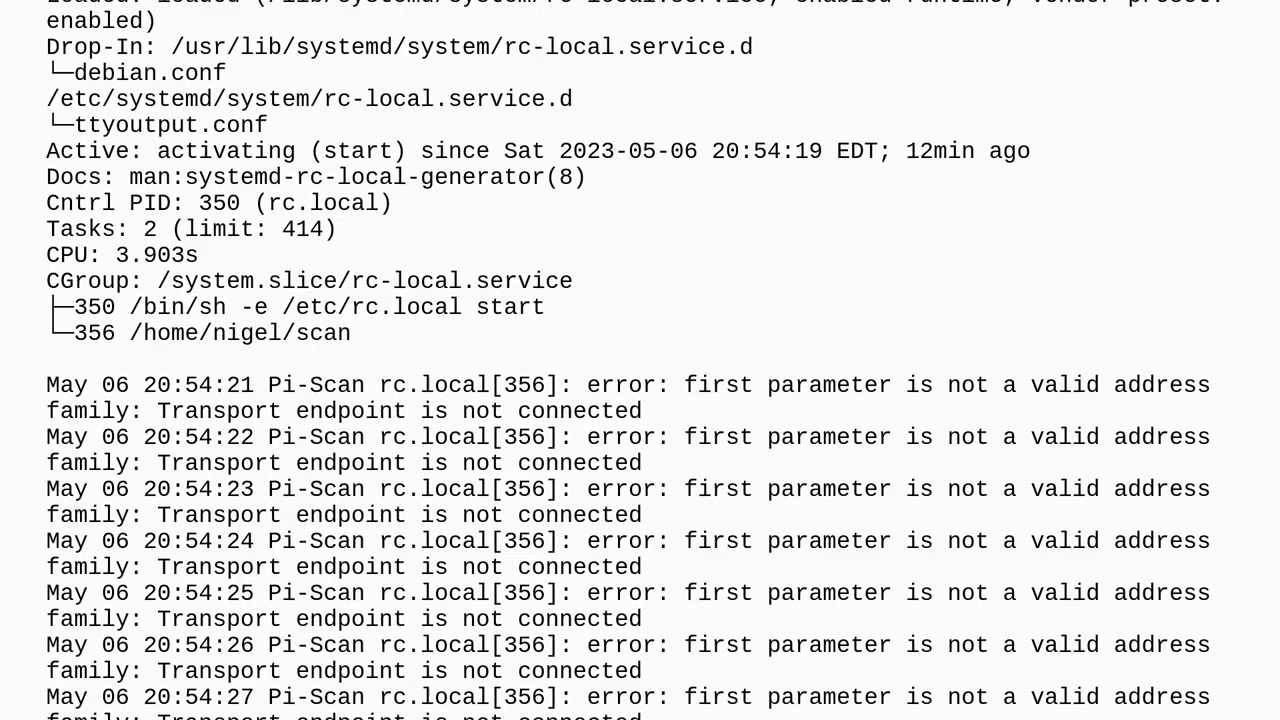 enabled)
Drop-In: /usr/lib/systemd/system/rc-local.service.d
└─debian.conf
/etc/systemd/system/rc-local.service.d
└─ttyoutput.conf
Active: activating (start) since Sat 2023-05-06 20:54:19 EDT; 12min ago
Docs: man:systemd-rc-local-generator(8)
Cntrl PID: 350 (rc.local)
Tasks: 2 (limit: 414)
CPU: 3.903s
CGroup: /system.slice/rc-local.service
├─350 /bin/sh -e /etc/rc.local start
└─356 /home/nigel/scan
May 06 20:54:21 Pi-Scan rc.local[356]: error: first parameter is not a valid address
family: Transport endpoint is not connected
May 06 20:54:22 Pi-Scan rc.local[356]: error: first parameter is not a valid address
family: Transport endpoint is not connected
May 06 20:54:23 Pi-Scan rc.local[356]: error: first parameter is not a valid address
family: Transport endpoint is not connected
May 06 20:54:24 Pi-Scan rc.local[356]: error: first parameter is not a valid address
family: Transport endpoint is not connected
May 06 20:54:25 Pi-Scan rc.local[356]: error: first parameter is not a valid address
family: Transport endpoint is not connected
May 06 20:54:26 Pi-Scan rc.local[356]: error: first parameter is not a valid address
family: Transport endpoint is not connected
May 06 20:54:27 Pi-Scan rc.local[356]: error: first parameter is not a valid address